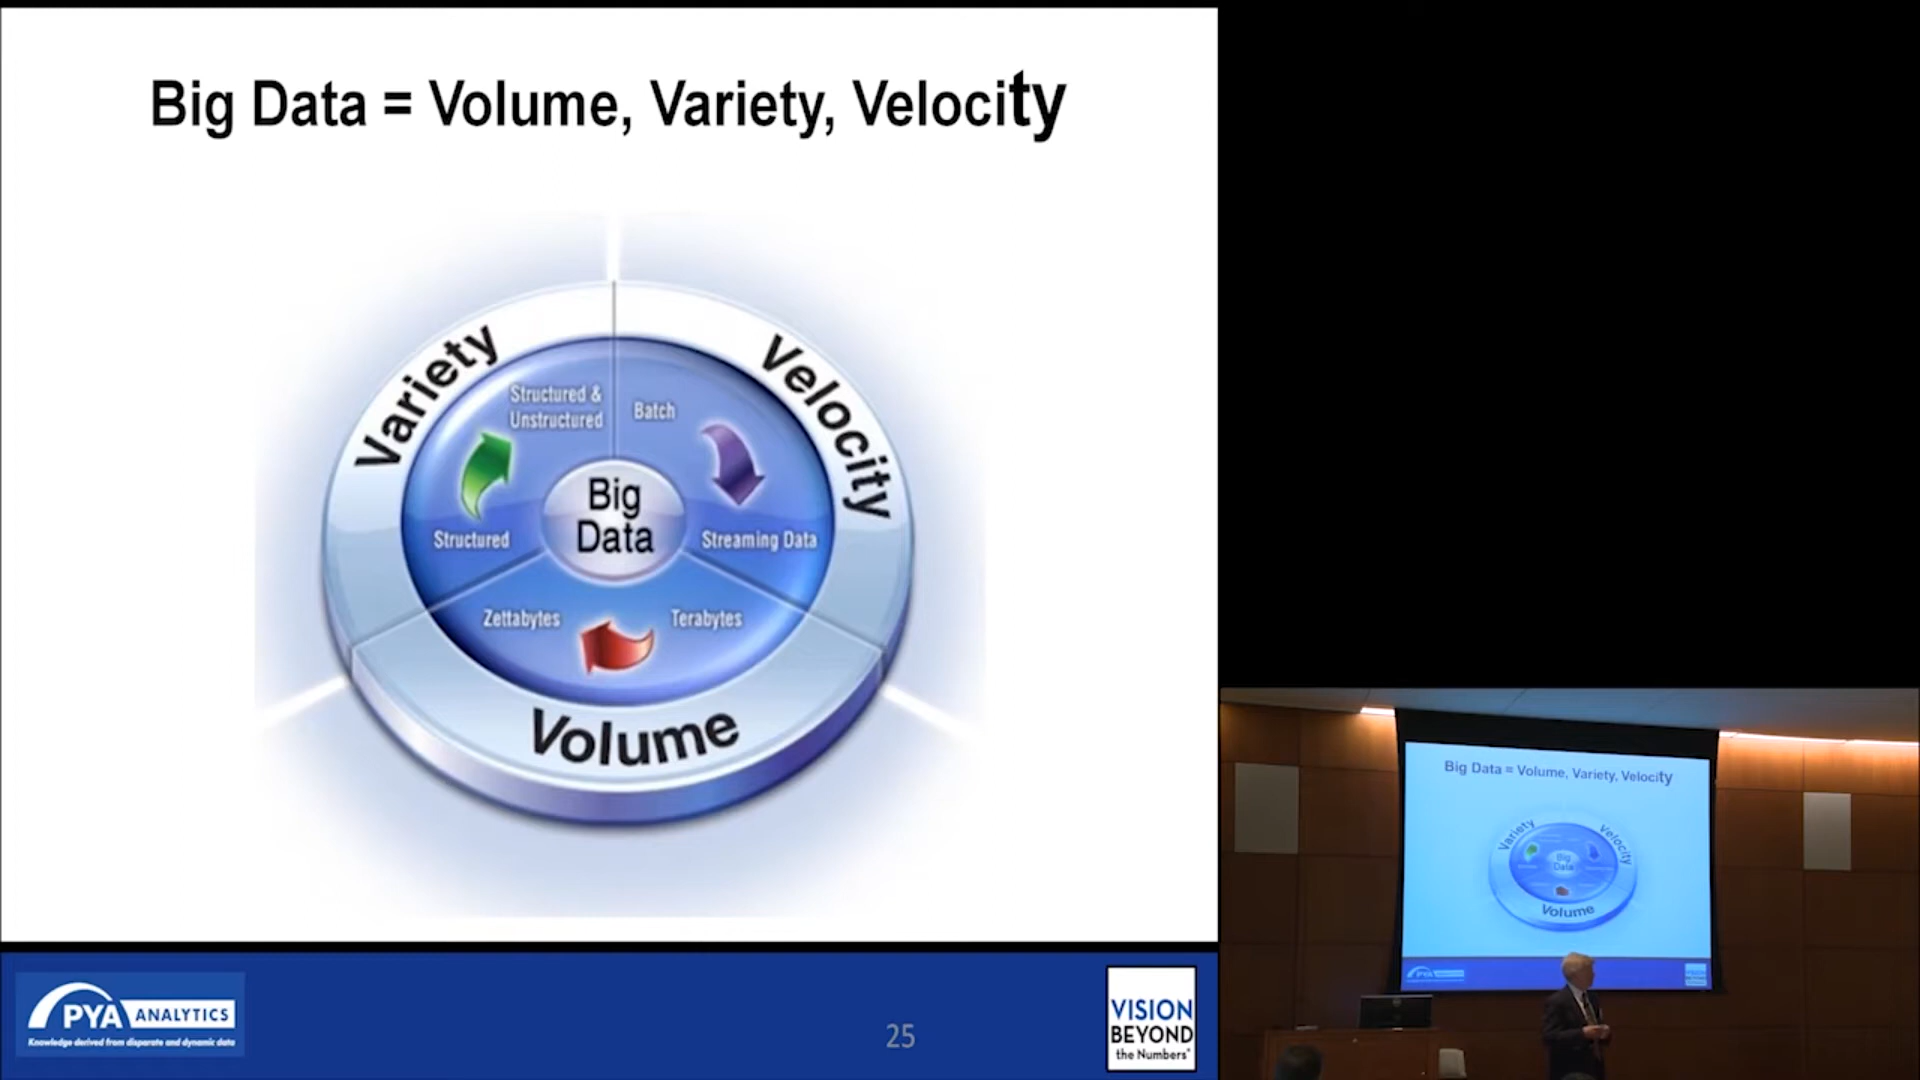 Big Data = Volume, Variety, Velocity
Variety
Velocity
Structured &
Unstructured
Batch
Big
Data
Structured
Streaming Data
Zettabytes
Terabytes
Volume
PYA ANALYTICS
Knowledge derived from disparate and dynamic data
25
VISION
BEYOND
the Numbers"
Big Data = Volume, Variety, Velocity
Variety
Velocity
Big
Data
Volume
PYA